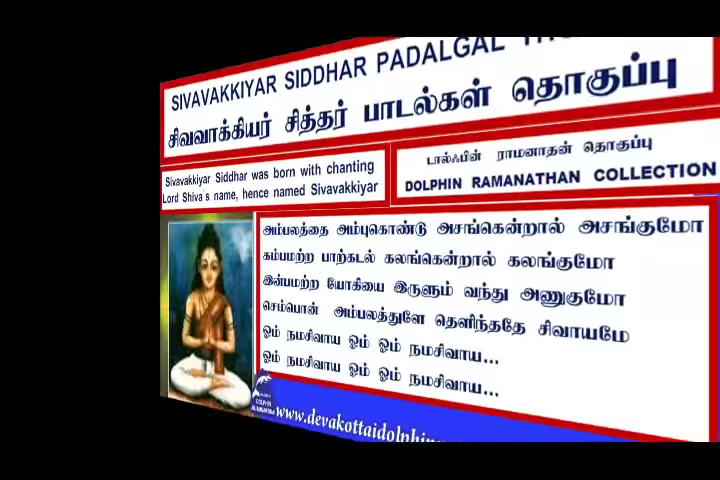 SIVAVAKKIYAR SIDDHAR PADALGAL
சிவவாக்கியர் சித்தர் பாடல்கள் தொகுப்பு
Sivavakkiyar Siddhar was born with chanting
Lord Shiva's name, hence named Sivavakkiyar
டால்ஃபின் ராமனாதன் தொகுப்பு
DOLPHIN RAMANATHAN COLLECTION
அம்பலத்தை அம்புகொண்டு அசங்கென்றால் அசங்குமோ
கம்பமற்ற பாற்கடல் கலங்கென்றால் கலங்குமோ
இன்பமற்ற யோகியை இருளும் வந்து அணுகுமோ
செம்பொன் அம்பலத்துளே தெளிந்ததே சிவாயமே
ஓம் நமசிவாய ஓம் ஓம் நமசிவாய...
ஓம் நமசிவாய ஓம் ஓம் நமசிவாய...
DOLPHIN